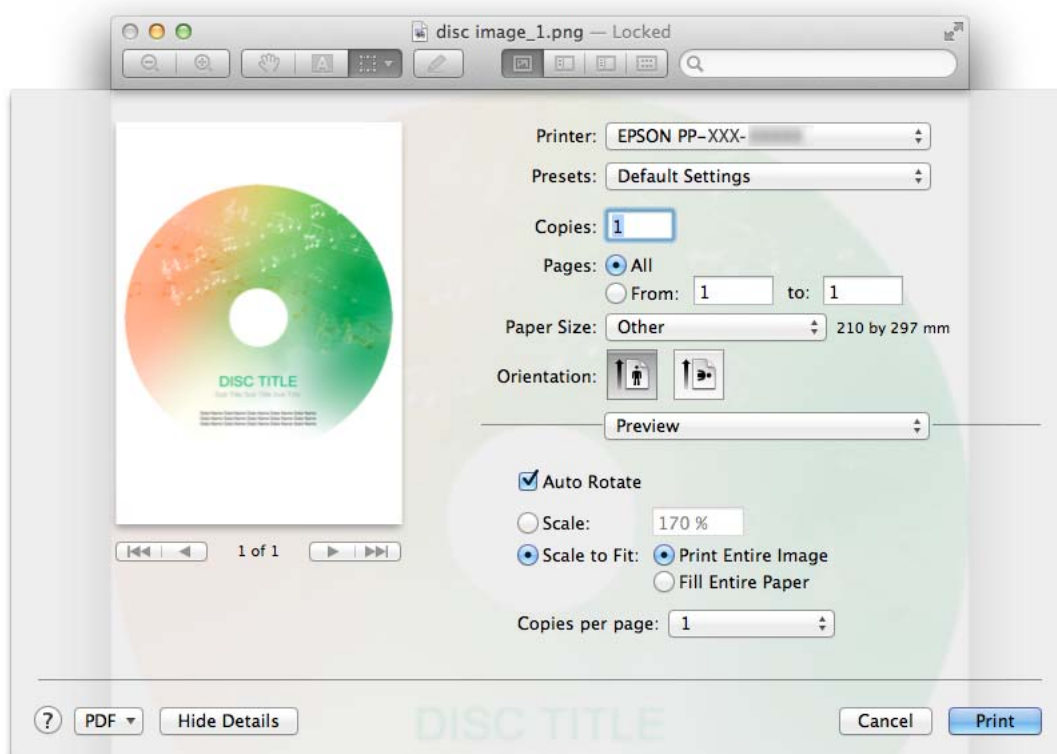 disc image_1.png — Locked
Printer: EPSON PP-XXX-
Presets: Default Settings
Copies: 1
Pages: All
From: 1 to: 1
Paper Size: Other 210 by 297 mm
Orientation:
Preview
Auto Rotate
Scale: 170 %
Scale to Fit: Print Entire Image
Fill Entire Paper
Copies per page: 1
DISC TITLE
1 of 1
? PDF Hide Details Cancel Print
DISC TITLE